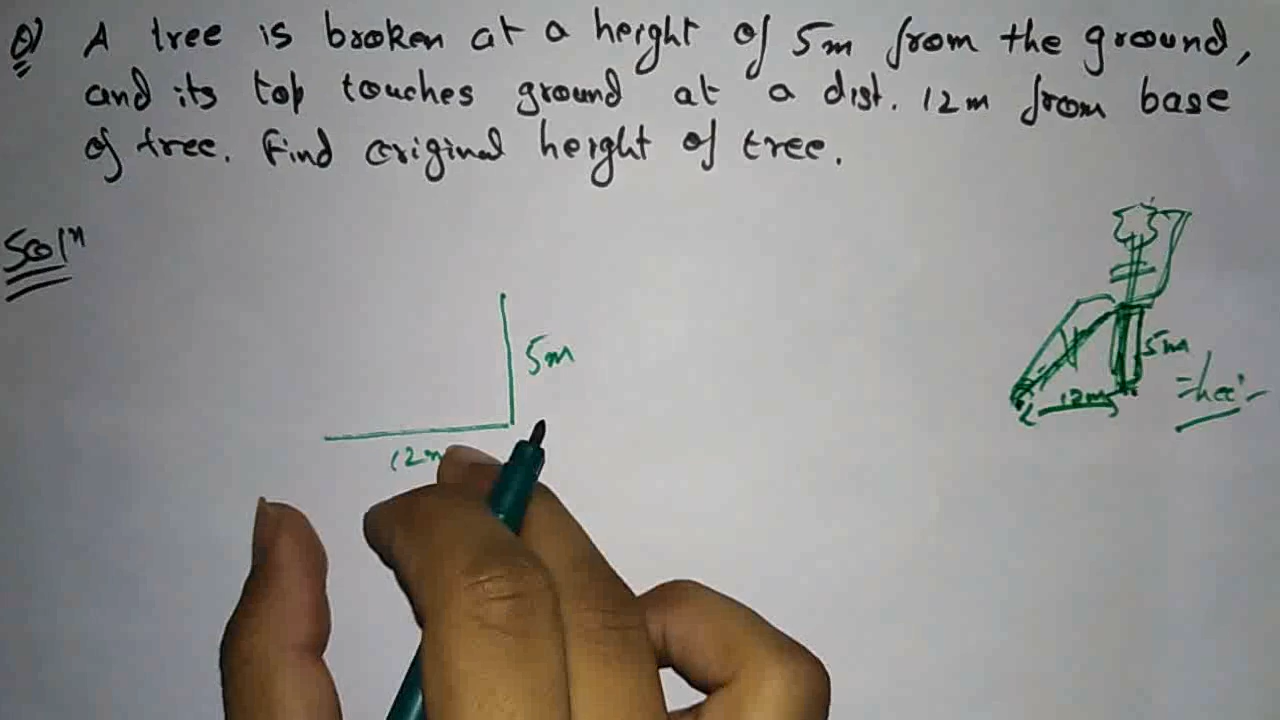 Q) A tree is broken at a height of 5m from the ground,
and its top touches ground at a dist. 12m from base
of tree. Find original height of tree.
Solⁿ
5m
12m
5m
12m